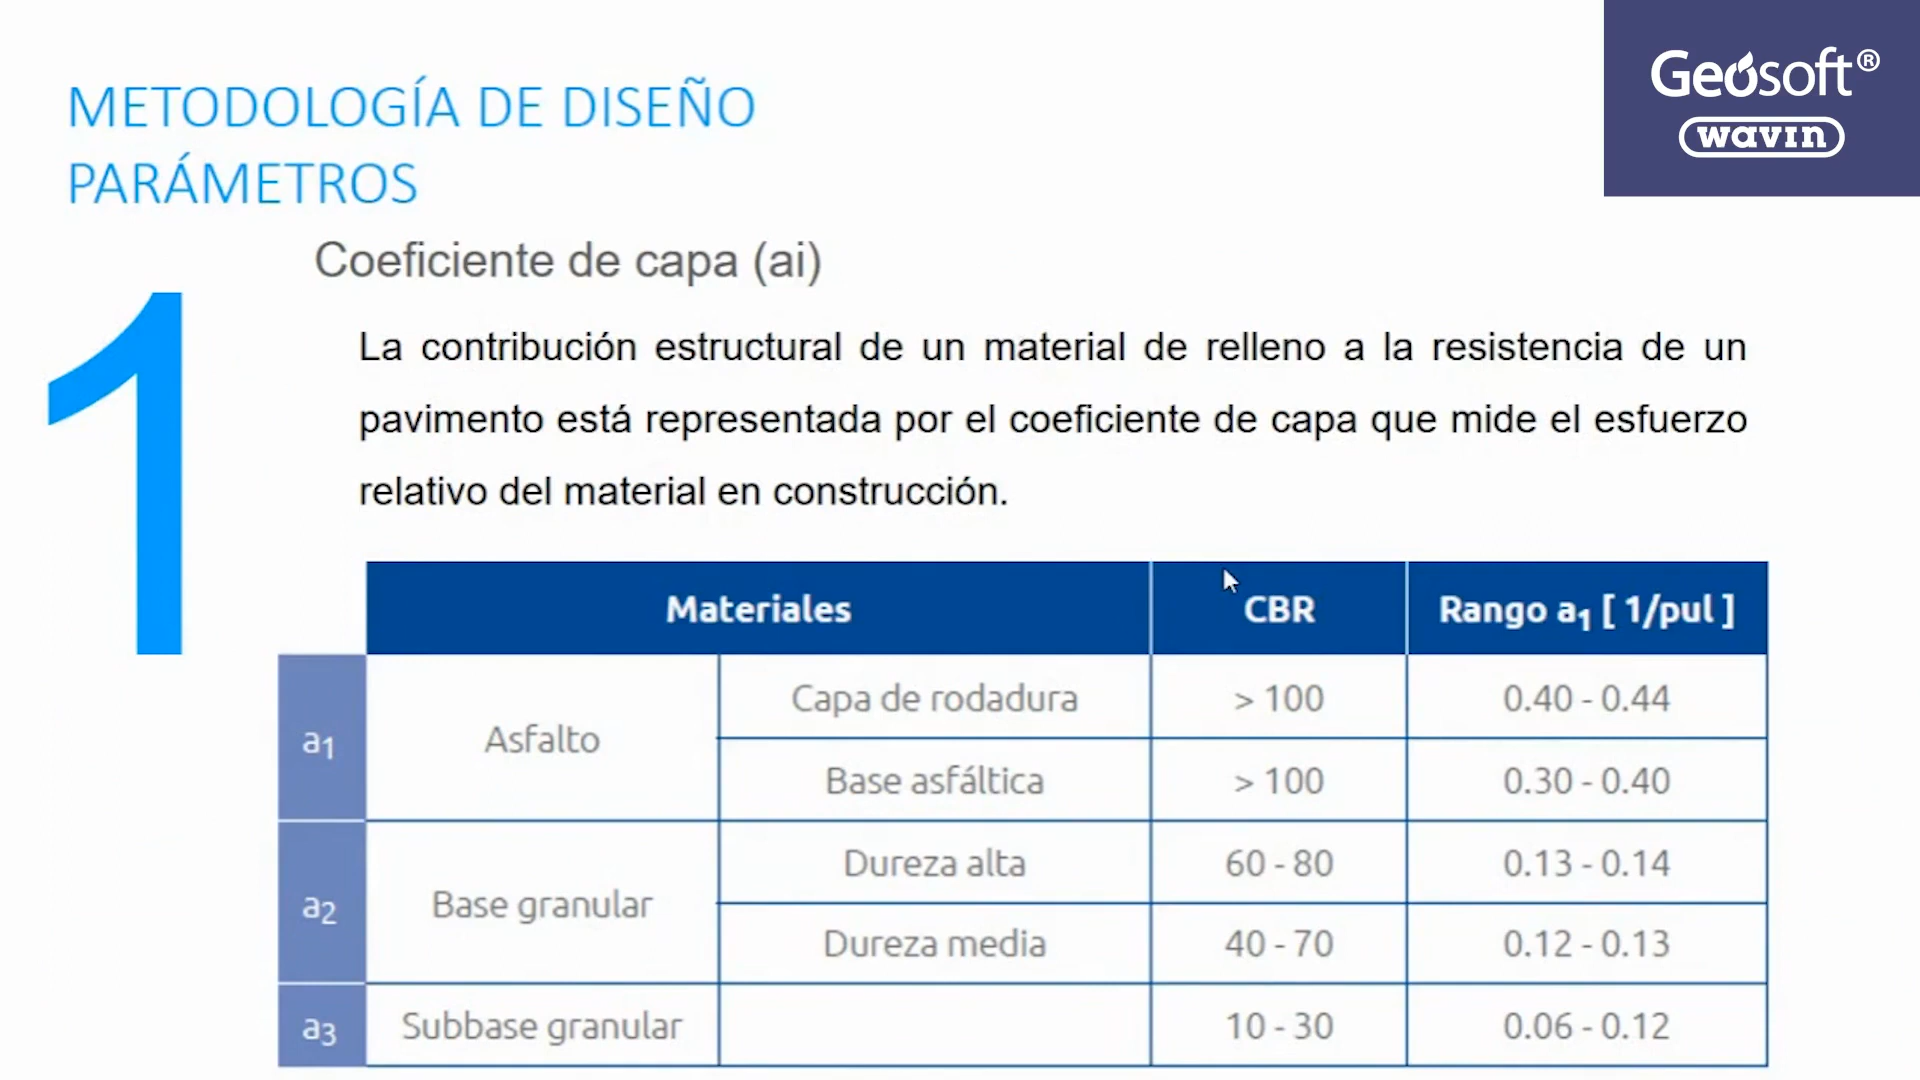 METODOLOGÍA DE DISEÑO
PARÁMETROS
Geosoft®
wavin
Coeficiente de capa (ai)
1
La contribución estructural de un material de relleno a la resistencia de un
pavimento está representada por el coeficiente de capa que mide el esfuerzo
relativo del material en construcción.
Materiales CBR Rango a₁ [ 1/pul ]
a₁ Asfalto Capa de rodadura > 100 0.40 - 0.44
Base asfáltica > 100 0.30 - 0.40
a₂ Base granular Dureza alta 60 - 80 0.13 - 0.14
Dureza media 40 - 70 0.12 - 0.13
a₃ Subbase granular 10 - 30 0.06 - 0.12